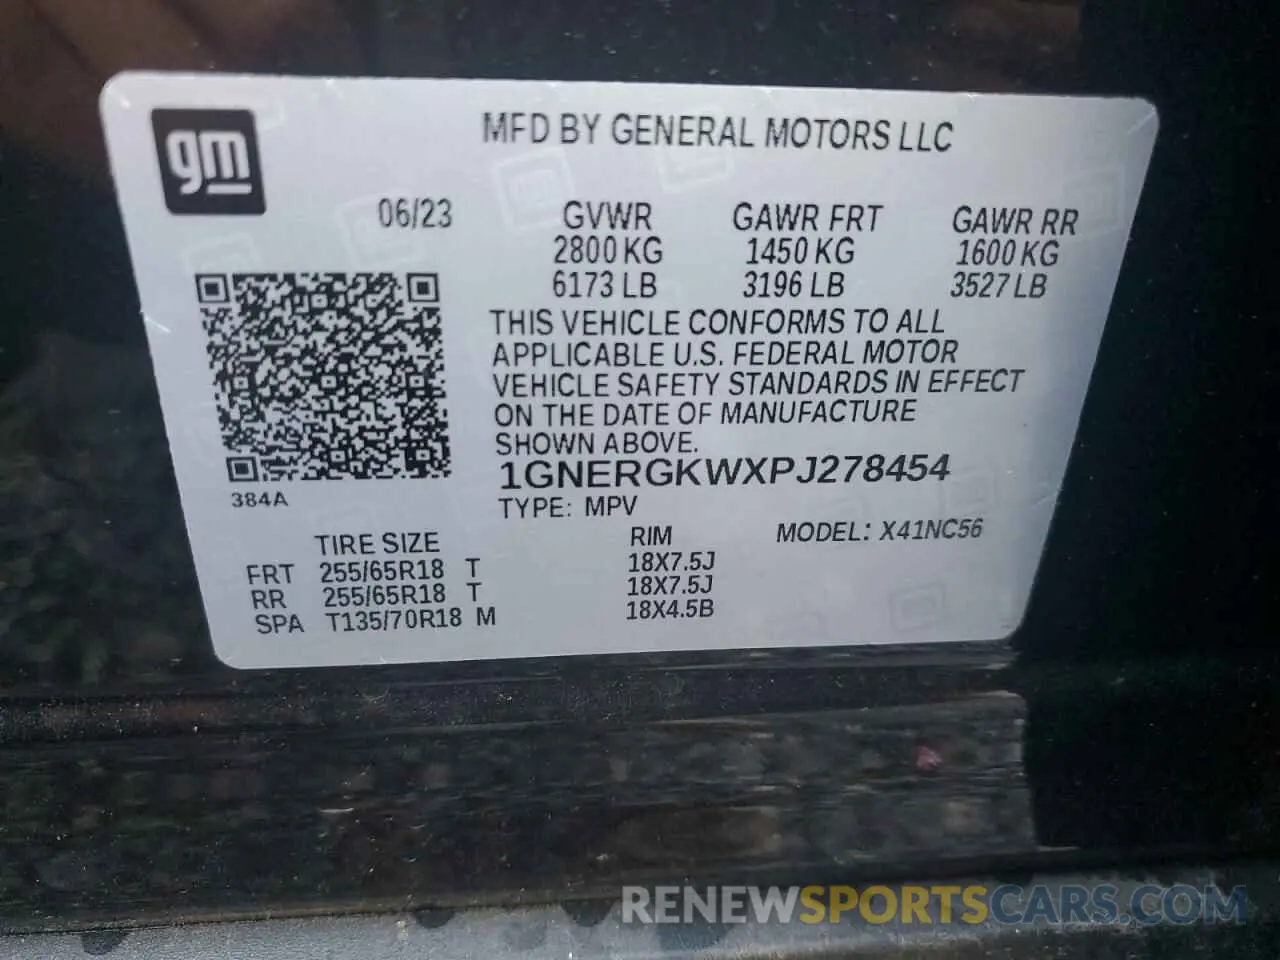 gm
MFD BY GENERAL MOTORS LLC
06/23 GVWR GAWR FRT GAWR RR
2800 KG 1450 KG 1600 KG
6173 LB 3196 LB 3527 LB
THIS VEHICLE CONFORMS TO ALL
APPLICABLE U.S. FEDERAL MOTOR
VEHICLE SAFETY STANDARDS IN EFFECT
ON THE DATE OF MANUFACTURE
SHOWN ABOVE.
1GNERGKWXPJ278454
384A
TYPE: MPV
TIRE SIZE RIM MODEL: X41NC56
FRT 255/65R18 T 18X7.5J
RR 255/65R18 T 18X7.5J
SPA T135/70R18 M 18X4.5B
RENEWSPORTSCARS.COM